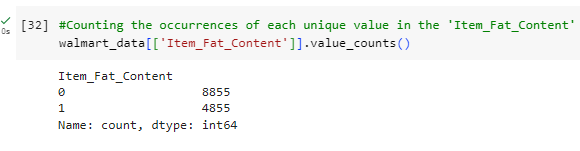 [32] #Counting the occurrences of each unique value in the 'Item_Fat_Content'
0s walmart_data[['Item_Fat_Content']].value_counts()
Item_Fat_Content
0 8855
1 4855
Name: count, dtype: int64